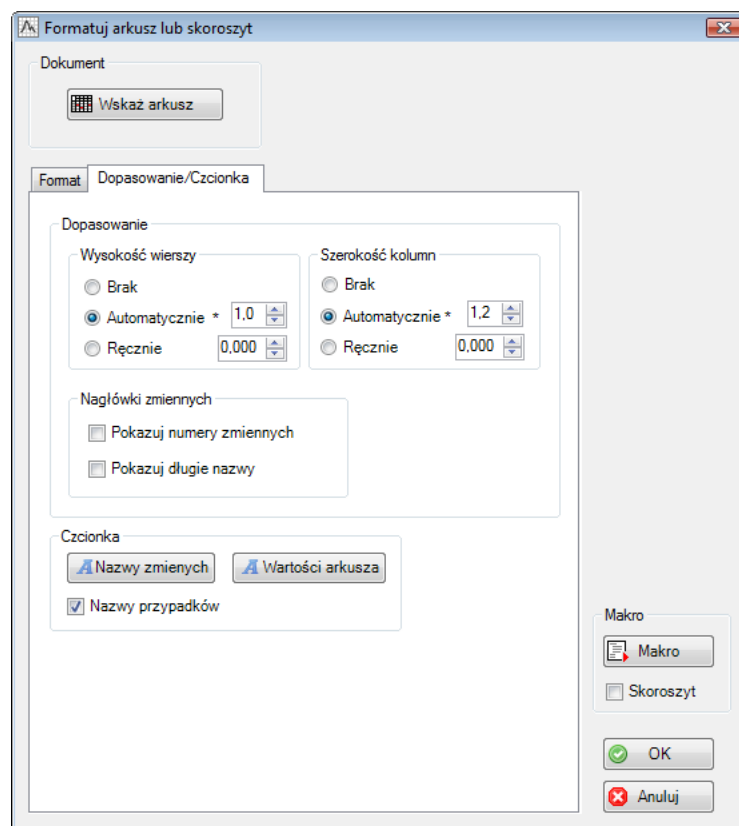 Formatuj arkusz lub skoroszyt
Dokument
Wskaż arkusz
Format
Dopasowanie/Czcionka
Dopasowanie
Wysokość wierszy
Brak
Automatycznie * 1,0
Ręcznie 0,000
Szerokość kolumn
Brak
Automatycznie * 1,2
Ręcznie 0,000
Nagłówki zmiennych
Pokazuj numery zmiennych
Pokazuj długie nazwy
Czcionka
Nazwy zmienych
Wartości arkusza
Nazwy przypadków
Makro
Makro
Skoroszyt
OK
Anuluj